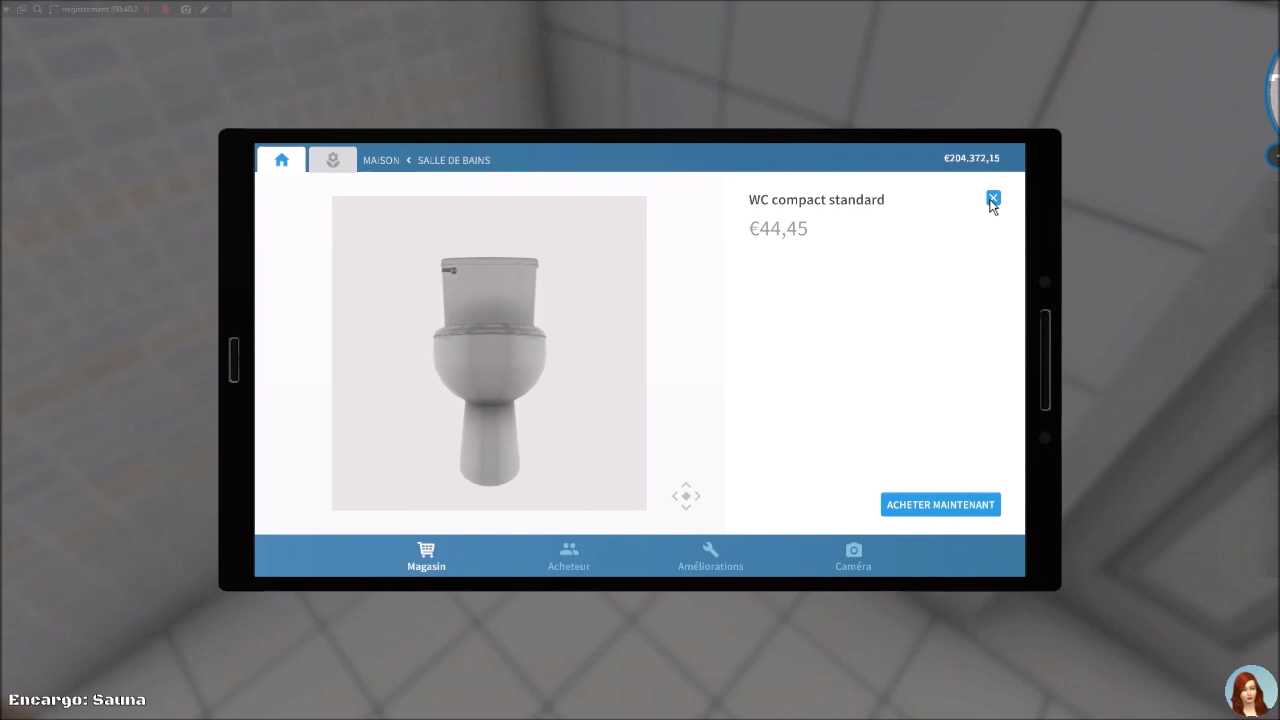 MAISON < SALLE DE BAINS
€204.372,15
WC compact standard
€44,45
ACHETER MAINTENANT
Magasin
Acheteur
Améliorations
Caméra
Encargo: Sauna